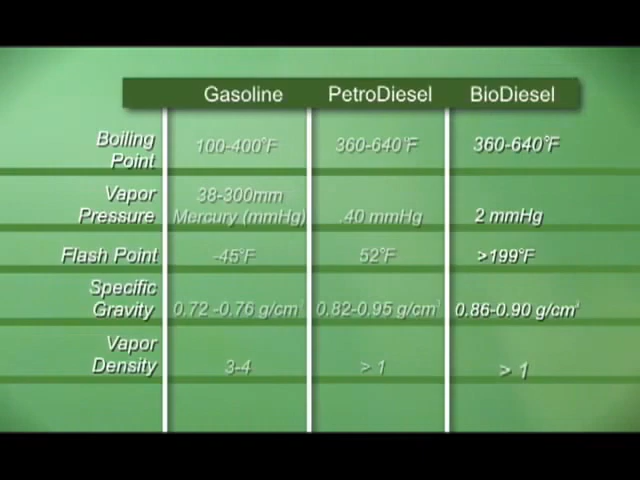 Gasoline PetroDiesel BioDiesel
Boiling Point 100-400°F 360-640°F 360-640°F
Vapor Pressure 38-300mm Mercury (mmHg) .40 mmHg 2 mmHg
Flash Point -45°F 52°F >199°F
Specific Gravity 0.72 -0.76 g/cm³ 0.82-0.95 g/cm³ 0.86-0.90 g/cm³
Vapor Density 3-4 > 1 > 1